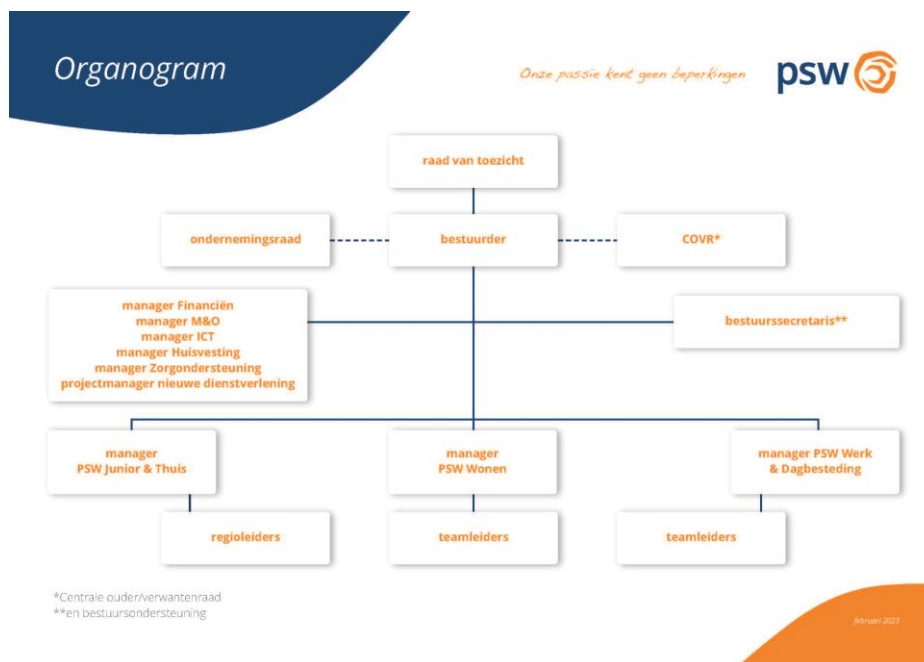 Organogram
Onze passie kent geen beperkingen
psw
raad van toezicht
ondernemingsraad
bestuurder
COVR*
manager Financiën
manager M&O
manager ICT
manager Huisvesting
manager Zorgondersteuning
projectmanager nieuwe dienstverlening
bestuurssecretaris**
manager
PSW Junior & Thuis
manager
PSW Wonen
manager PSW Werk
& Dagbesteding
regioleiders
teamleiders
teamleiders
*Centrale ouder/verwantenraad
**en bestuursondersteuning
februari 2023